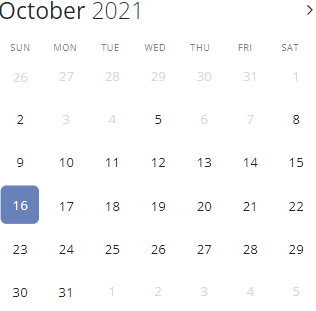 October 2021
SUN MON TUE WED THU FRI SAT
26 27 28 29 30 31 1
2 3 4 5 6 7 8
9 10 11 12 13 14 15
16 17 18 19 20 21 22
23 24 25 26 27 28 29
30 31 1 2 3 4 5